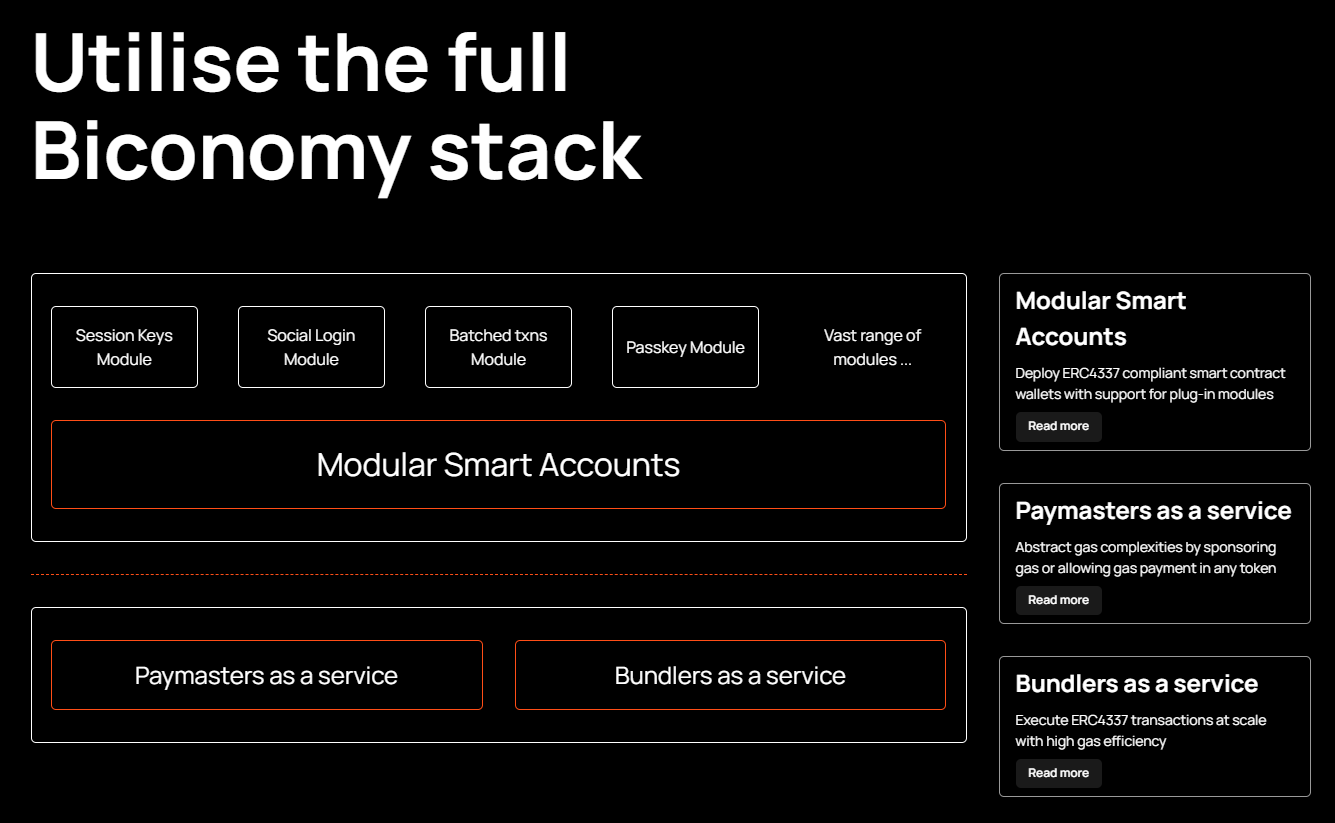 Utilise the full
Biconomy stack
Session Keys
Module
Social Login
Module
Batched txns
Module
Passkey Module
Vast range of
modules ...
Modular Smart Accounts
Paymasters as a service
Bundlers as a service
Modular Smart
Accounts
Deploy ERC4337 compliant smart contract
wallets with support for plug-in modules
Read more
Paymasters as a service
Abstract gas complexities by sponsoring
gas or allowing gas payment in any token
Read more
Bundlers as a service
Execute ERC4337 transactions at scale
with high gas efficiency
Read more